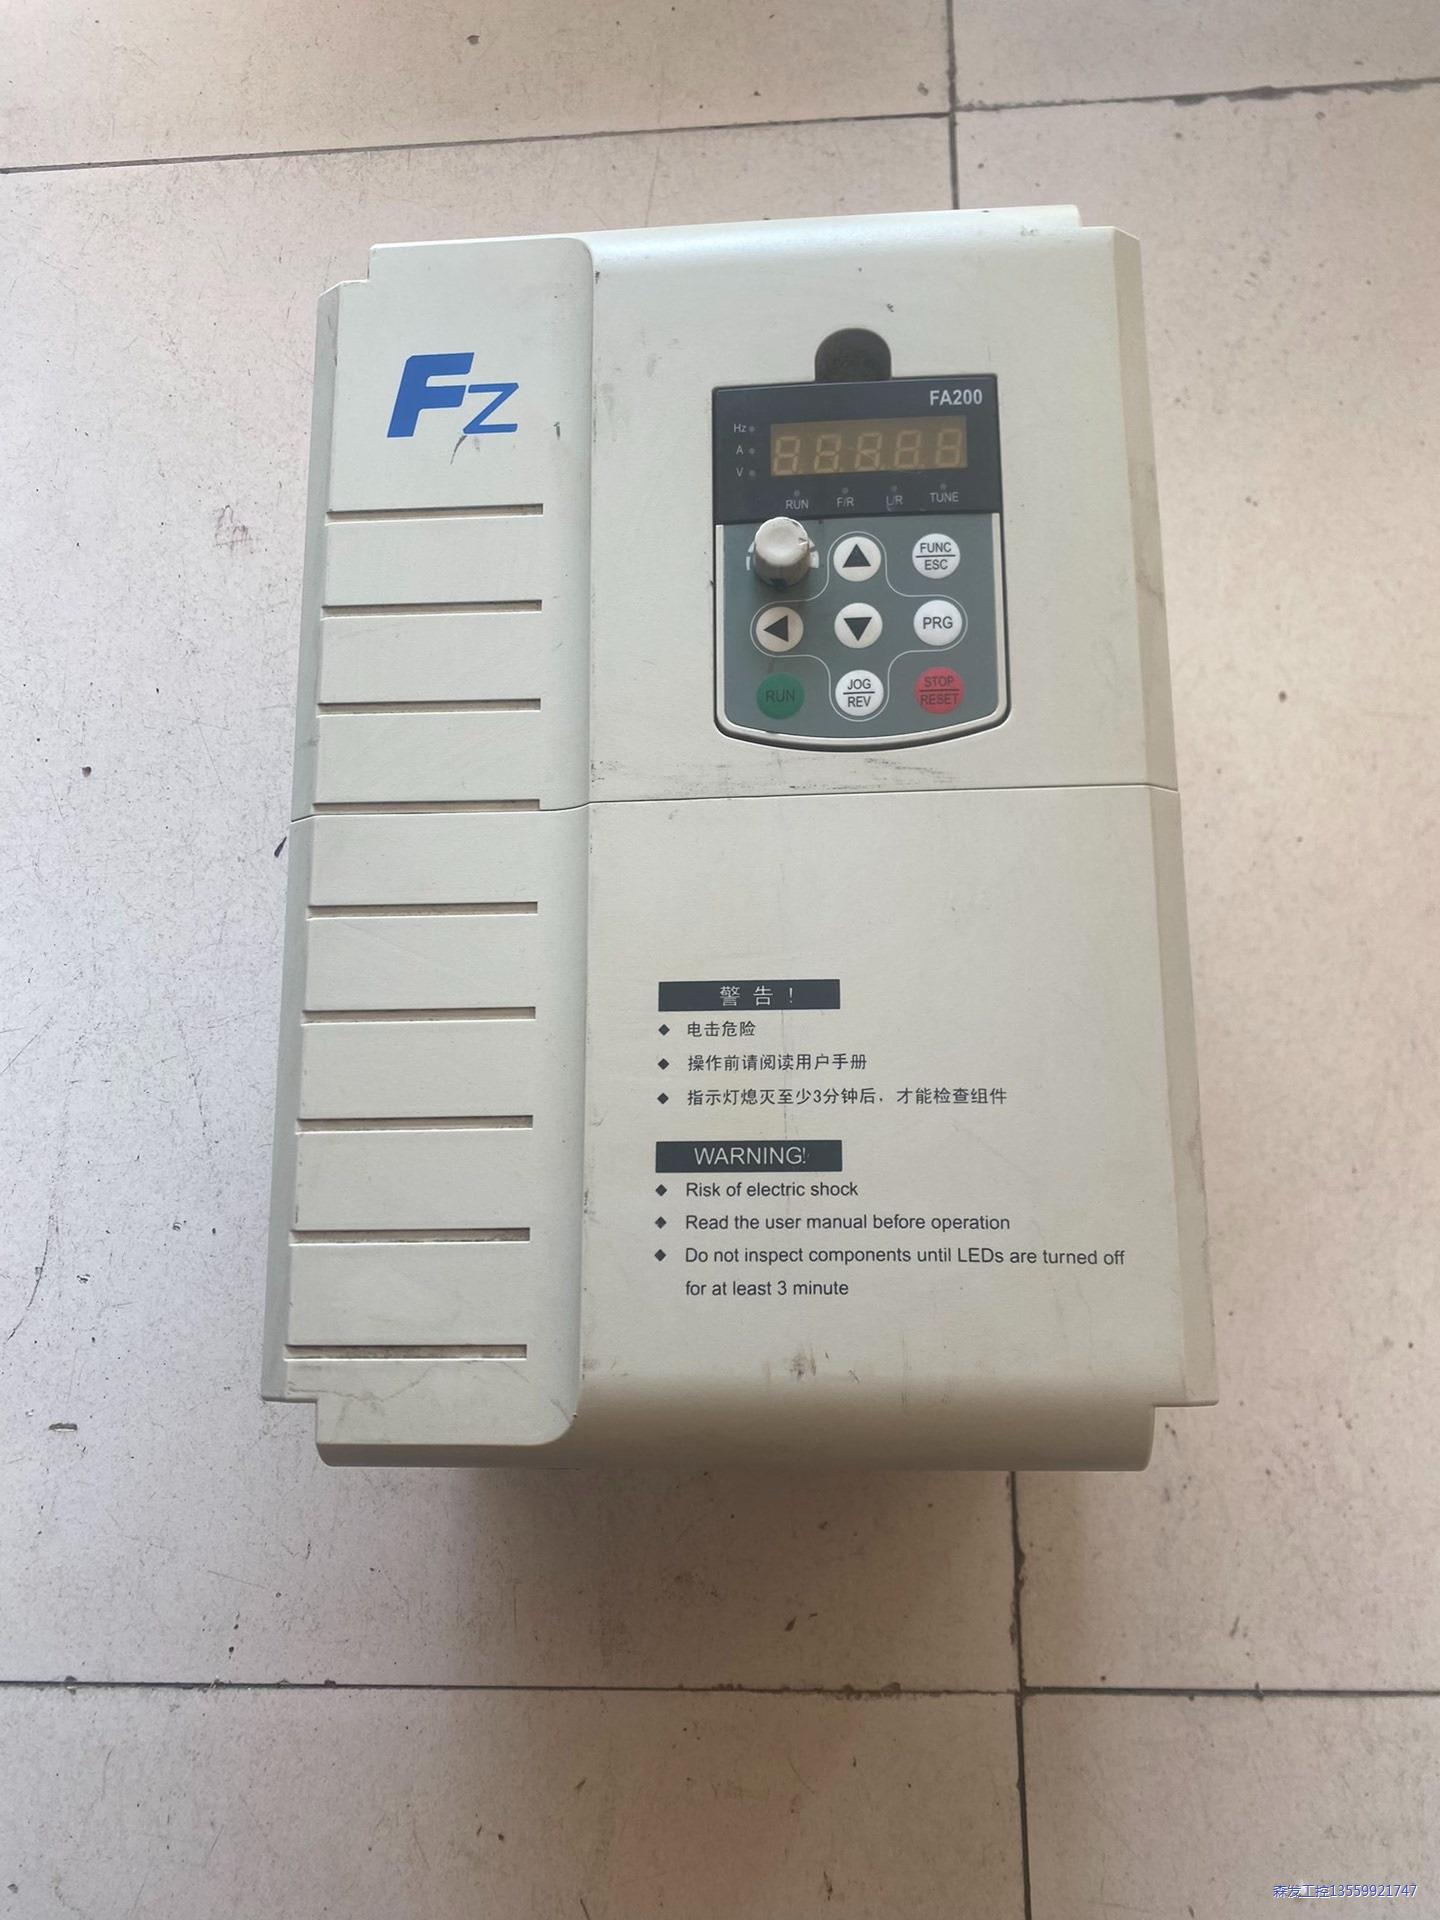 Fz
FA200
Hz
A
V
RUN F/R L/R TUNE
FUNC
ESC
PRG
RUN
JOG
REV
STOP
RESET
警告！
◆ 电击危险
◆ 操作前请阅读用户手册
◆ 指示灯熄灭至少3分钟后，才能检查组件
WARNING!
◆ Risk of electric shock
◆ Read the user manual before operation
◆ Do not inspect components until LEDs are turned off
for at least 3 minute
森发工控13559921747